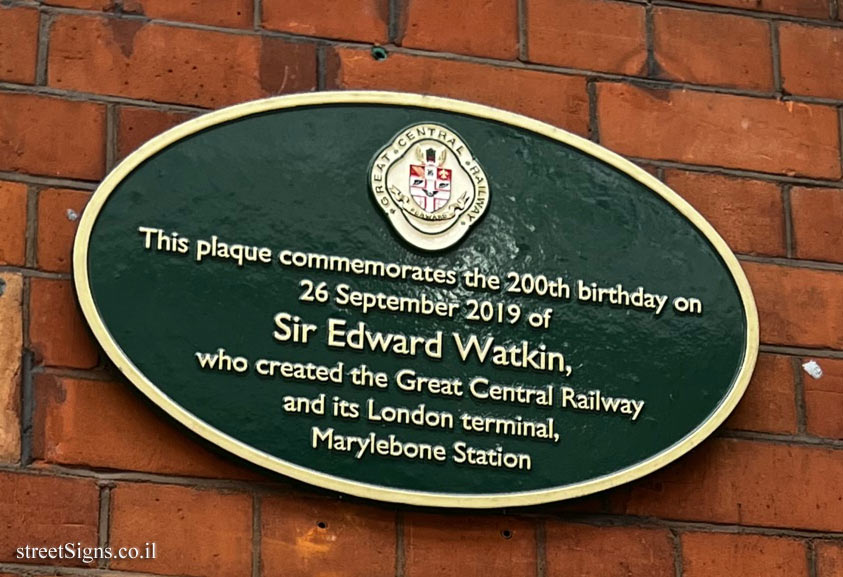 GREAT CENTRAL RAILWAY
FORWARD
This plaque commemorates the 200th birthday on
26 September 2019 of
Sir Edward Watkin,
who created the Great Central Railway
and its London terminal,
Marylebone Station
streetSigns.co.il